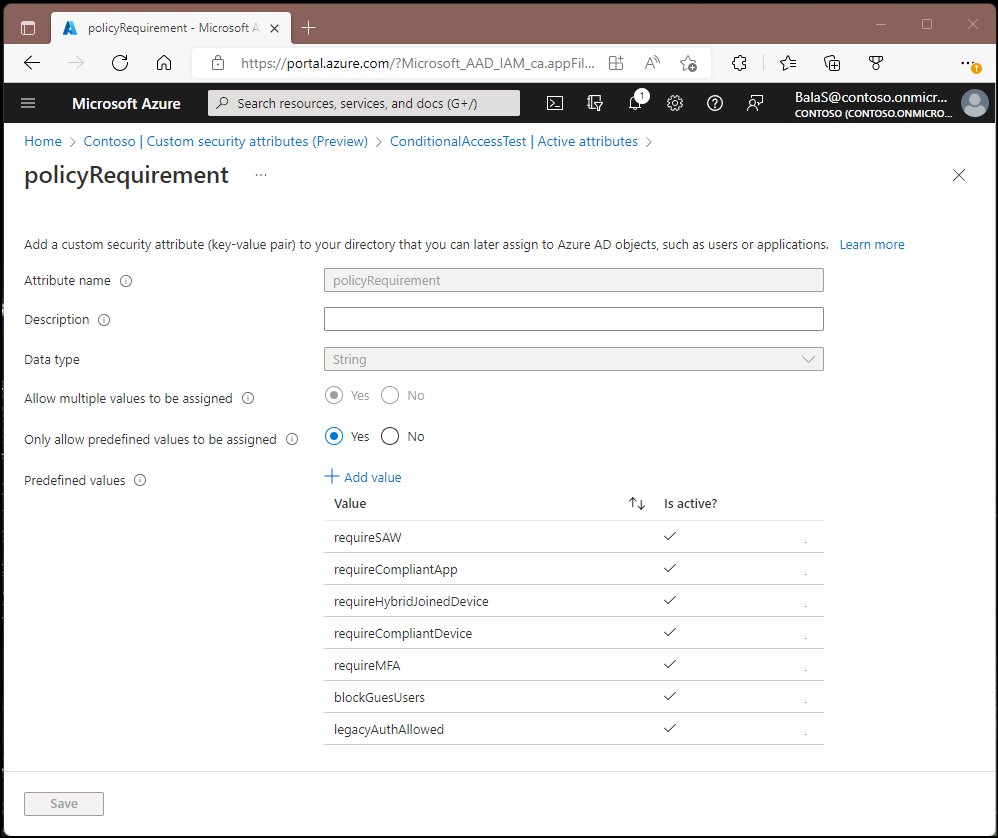 policyRequirement - Microsoft A
https://portal.azure.com/?Microsoft_AAD_IAM_ca.appFil...
Microsoft Azure
Search resources, services, and docs (G+/)
1
BalaS@contoso.onmicr...
CONTOSO (CONTOSO.ONMICRO...
Home > Contoso | Custom security attributes (Preview) > ConditionalAccessTest | Active attributes >
policyRequirement ...
Add a custom security attribute (key-value pair) to your directory that you can later assign to Azure AD objects, such as users or applications. Learn more
Attribute name policyRequirement
Description
Data type String
Allow multiple values to be assigned Yes No
Only allow predefined values to be assigned Yes No
Predefined values
Add value
Value Is active?
requireSAW
requireCompliantApp
requireHybridJoinedDevice
requireCompliantDevice
requireMFA
blockGuesUsers
legacyAuthAllowed
Save